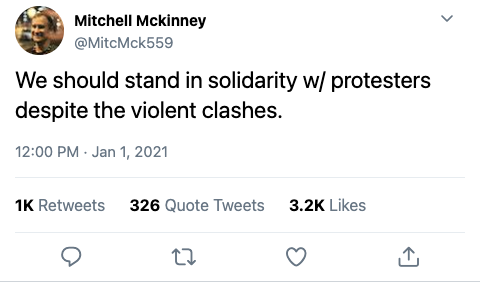 Mitchell Mckinney
@MitcMck559
We should stand in solidarity w/ protesters
despite the violent clashes.
12:00 PM · Jan 1, 2021
1K Retweets 326 Quote Tweets 3.2K Likes